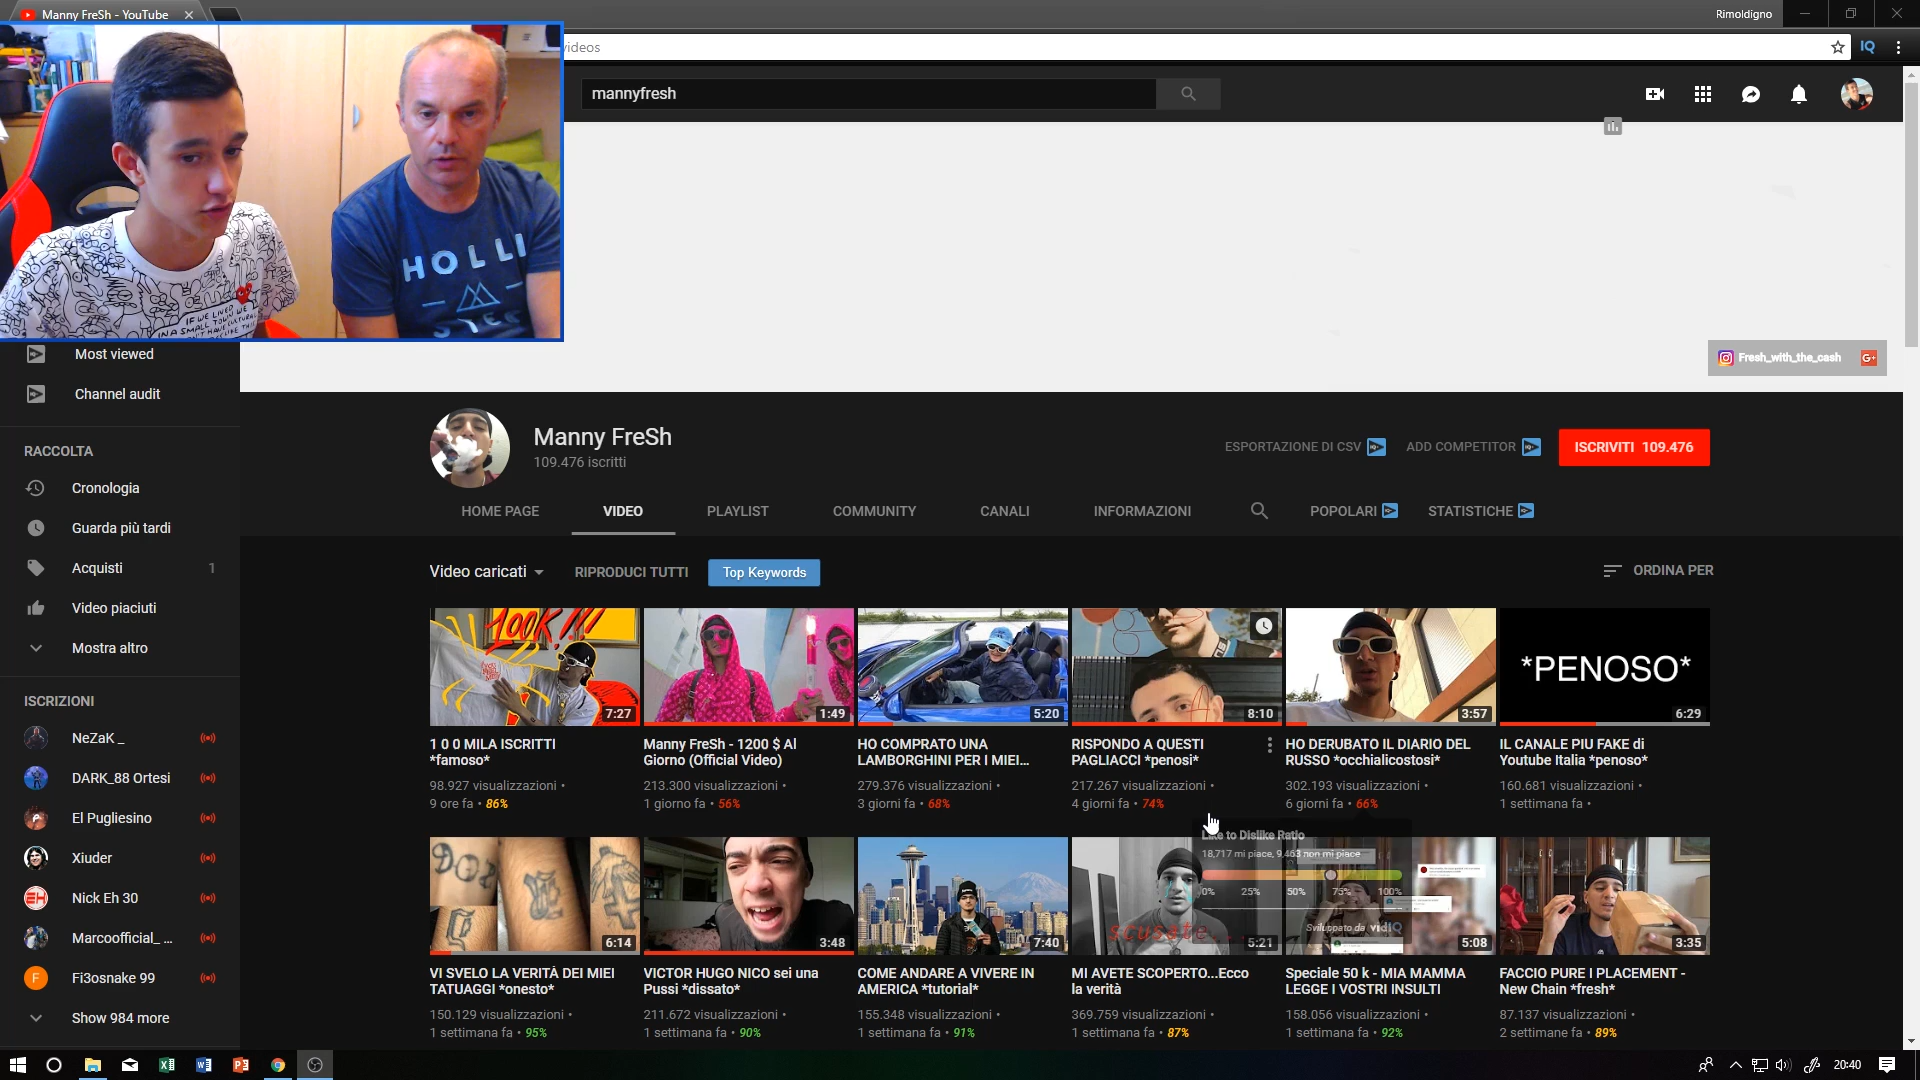 Manny FreSh - YouTube
Rimoldigno
videos
IQ
mannyfresh
HOLLI
STER
IF WE LIVED WE
IN A SMALL TOWN
Most viewed
Channel audit
Fresh_with_the_cash
G+
Manny FreSh
109.476 iscritti
ESPORTAZIONE DI CSV
ADD COMPETITOR
ISCRIVITI 109.476
HOME PAGE
VIDEO
PLAYLIST
COMMUNITY
CANALI
INFORMAZIONI
POPOLARI
STATISTICHE
RACCOLTA
Cronologia
Guarda più tardi
Acquisti 1
Video piaciuti
Mostra altro
Video caricati
RIPRODUCI TUTTI
Top Keywords
ORDINA PER
LOOK!!!
7:27
1:49
5:20
8:10
3:57
*PENOSO*
6:29
1 0 0 MILA ISCRITTI
*famoso*
98.927 visualizzazioni •
9 ore fa • 86%
Manny FreSh - 1200 $ Al
Giorno (Official Video)
213.300 visualizzazioni •
1 giorno fa • 56%
HO COMPRATO UNA
LAMBORGHINI PER I MIEI...
279.376 visualizzazioni •
3 giorni fa • 68%
RISPONDO A QUESTI
PAGLIACCI *penosi*
217.267 visualizzazioni •
4 giorni fa • 74%
HO DERUBATO IL DIARIO DEL
RUSSO *occhialicostosi*
302.193 visualizzazioni •
6 giorni fa • 66%
IL CANALE PIU FAKE di
Youtube Italia *penoso*
160.681 visualizzazioni •
1 settimana fa •
ISCRIZIONI
NeZaK _
DARK_88 Ortesi
El Pugliesino
Xiuder
Nick Eh 30
Marcoofficial_ ...
F
Fi3osnake 99
Show 984 more
Like to Dislike Ratio
18,717 mi piace, 9,463 non mi piace
0% 25% 50% 75% 100%
Sviluppato da vidIQ
6:14
3:48
7:40
scusate
5:21
5:08
3:35
VI SVELO LA VERITÀ DEI MIEI
TATUAGGI *onesto*
150.129 visualizzazioni •
1 settimana fa • 95%
VICTOR HUGO NICO sei una
Pussi *dissato*
211.672 visualizzazioni •
1 settimana fa • 90%
COME ANDARE A VIVERE IN
AMERICA *tutorial*
155.348 visualizzazioni •
1 settimana fa • 91%
MI AVETE SCOPERTO...Ecco
la verità
369.759 visualizzazioni •
1 settimana fa • 87%
Speciale 50 k - MIA MAMMA
LEGGE I VOSTRI INSULTI
158.056 visualizzazioni •
1 settimana fa • 92%
FACCIO PURE I PLACEMENT -
New Chain *fresh*
87.137 visualizzazioni •
2 settimane fa • 89%
20:40